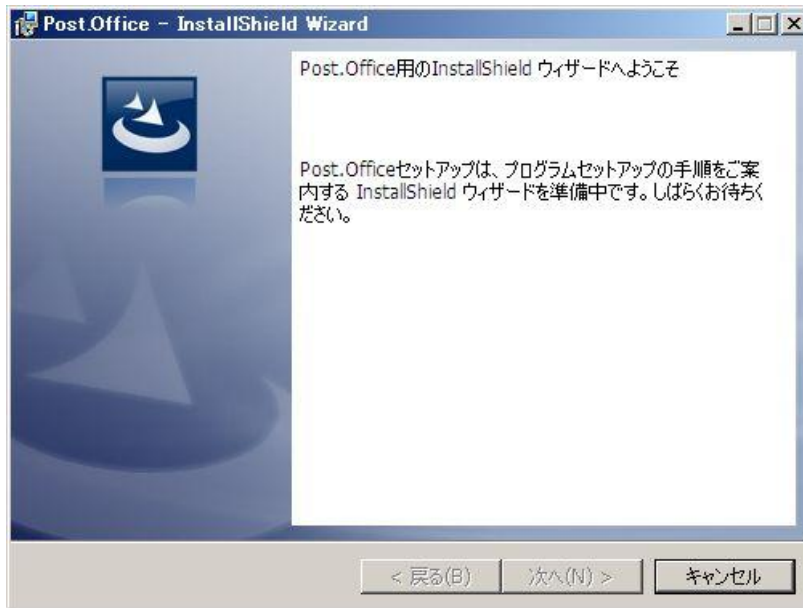 Post.Office - InstallShield Wizard
Post.Office用のInstallShield ウィザードへようこそ
Post.Officeセットアップは、プログラムセットアップの手順をご案
内する InstallShield ウィザードを準備中です。しばらくお待ちく
ださい。
< 戻る(B)
次へ(N) >
キャンセル